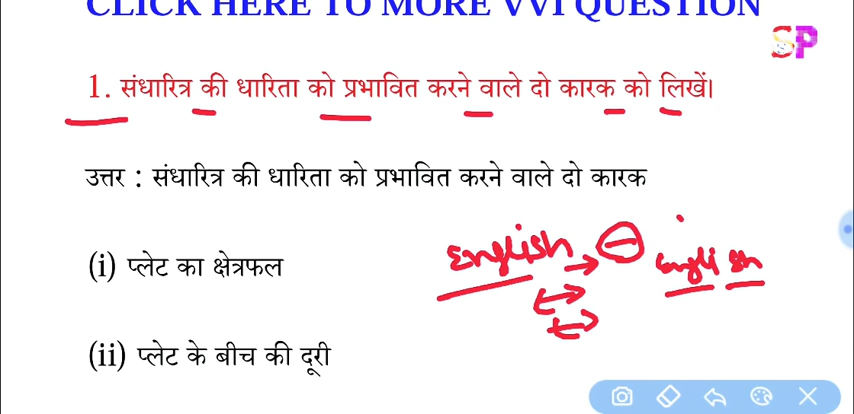 CLICK HERE TO MORE VVI QUESTION
SP
1. संधारित्र की धारिता को प्रभावित करने वाले दो कारक को लिखें।
उत्तर : संधारित्र की धारिता को प्रभावित करने वाले दो कारक
English English
(i) प्लेट का क्षेत्रफल
(ii) प्लेट के बीच की दूरी